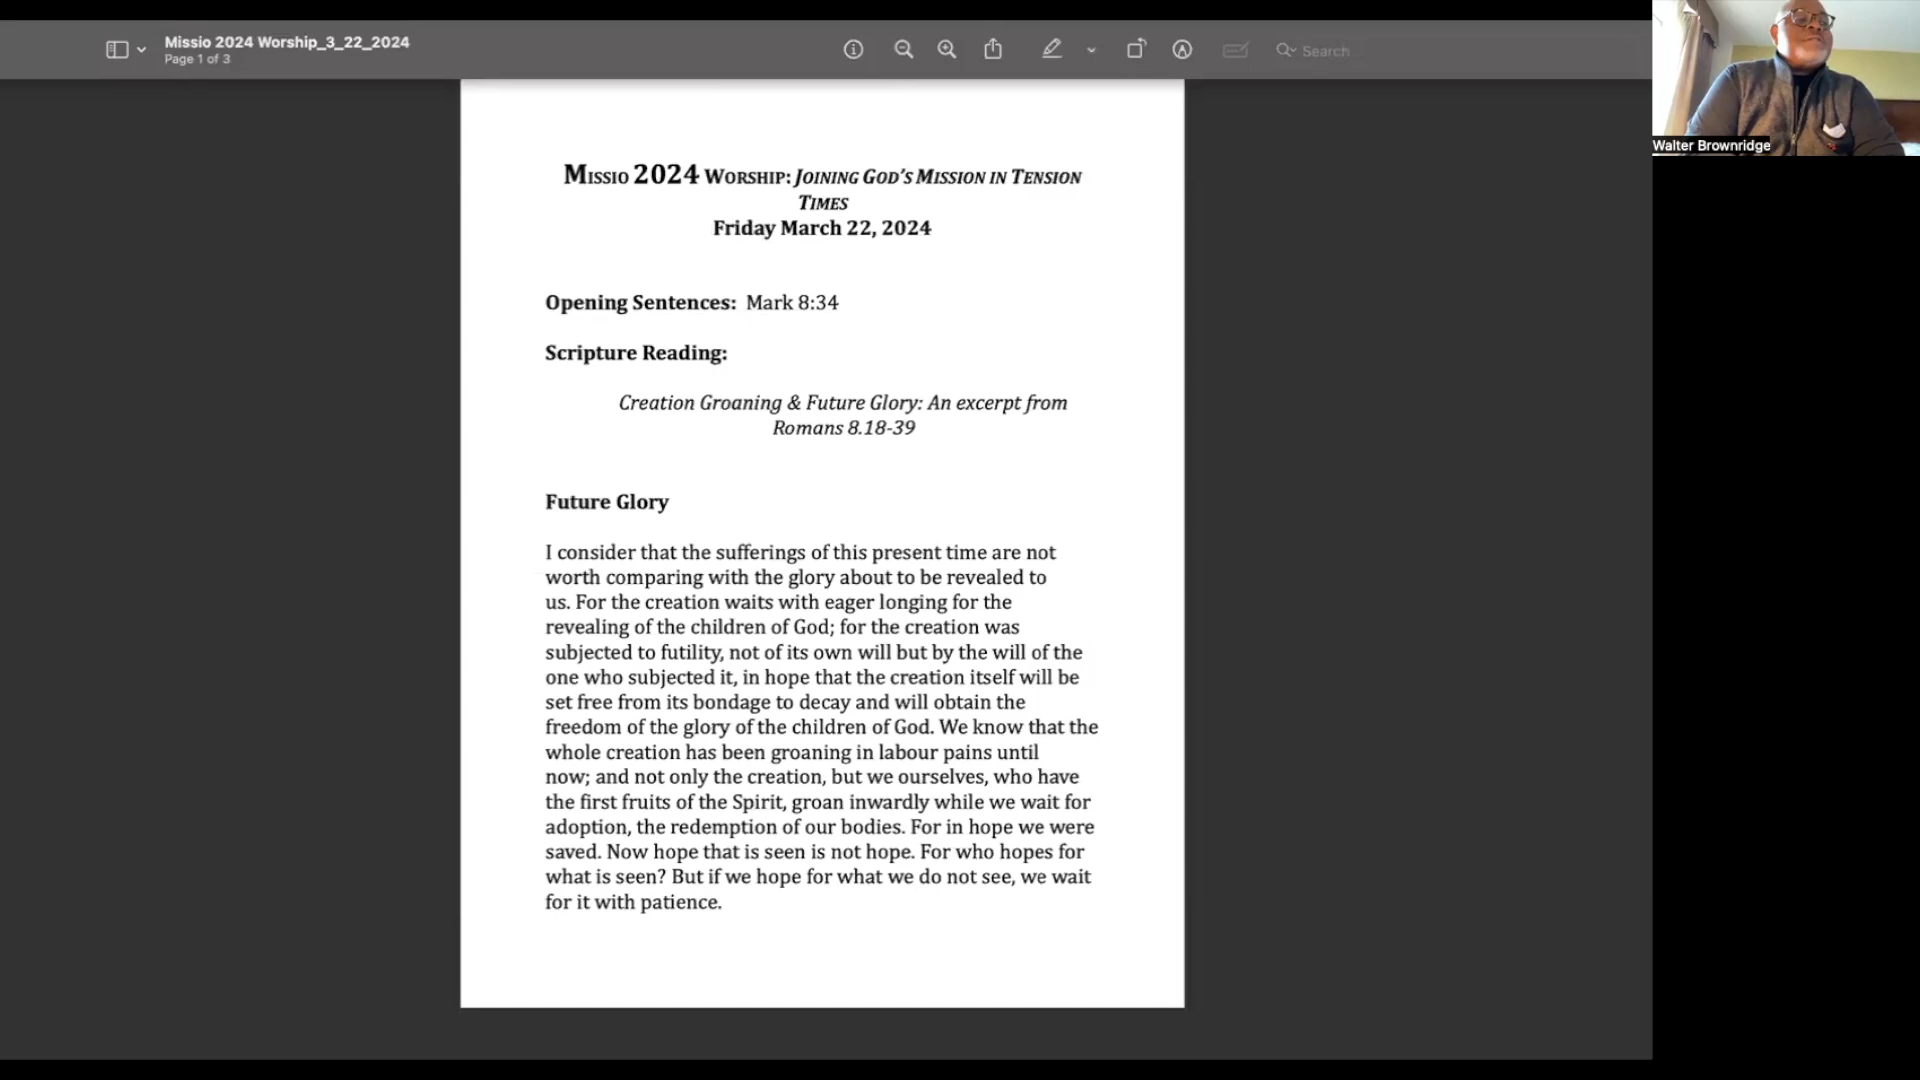 Missio 2024 Worship_3_22_2024
Page 1 of 3
Search
Walter Brownridge
MISSIO 2024 WORSHIP: JOINING GOD'S MISSION IN TENSION
TIMES
Friday March 22, 2024
Opening Sentences: Mark 8:34
Scripture Reading:
Creation Groaning & Future Glory: An excerpt from
Romans 8.18-39
Future Glory
I consider that the sufferings of this present time are not
worth comparing with the glory about to be revealed to
us. For the creation waits with eager longing for the
revealing of the children of God; for the creation was
subjected to futility, not of its own will but by the will of the
one who subjected it, in hope that the creation itself will be
set free from its bondage to decay and will obtain the
freedom of the glory of the children of God. We know that the
whole creation has been groaning in labour pains until
now; and not only the creation, but we ourselves, who have
the first fruits of the Spirit, groan inwardly while we wait for
adoption, the redemption of our bodies. For in hope we were
saved. Now hope that is seen is not hope. For who hopes for
what is seen? But if we hope for what we do not see, we wait
for it with patience.